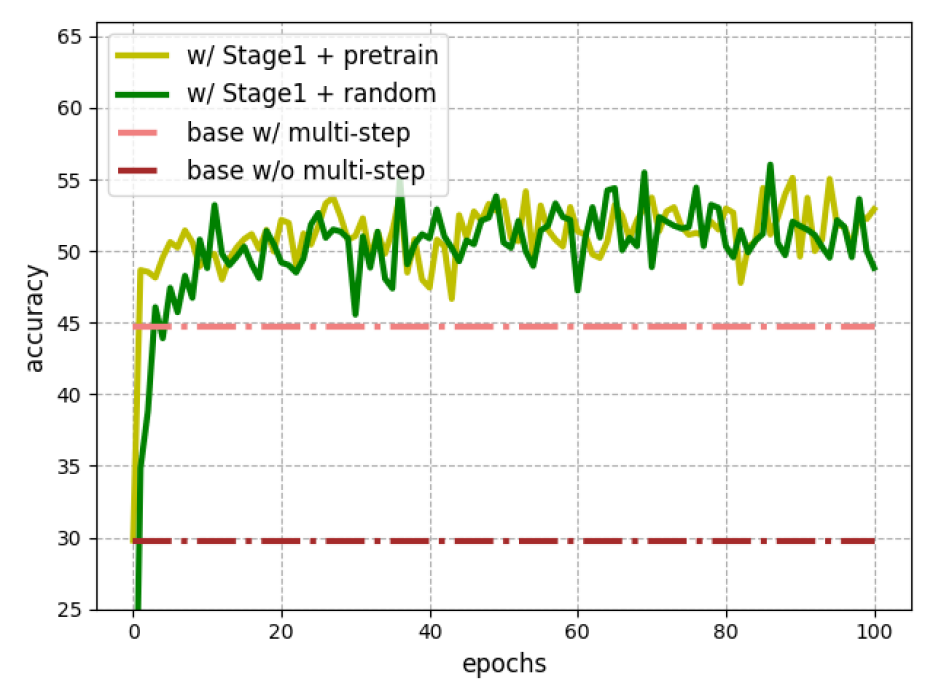 w/ Stage1 + pretrain
w/ Stage1 + random
base w/ multi-step
base w/o multi-step
accuracy
65
60
55
50
45
40
35
30
25
0 20 40 60 80 100
epochs